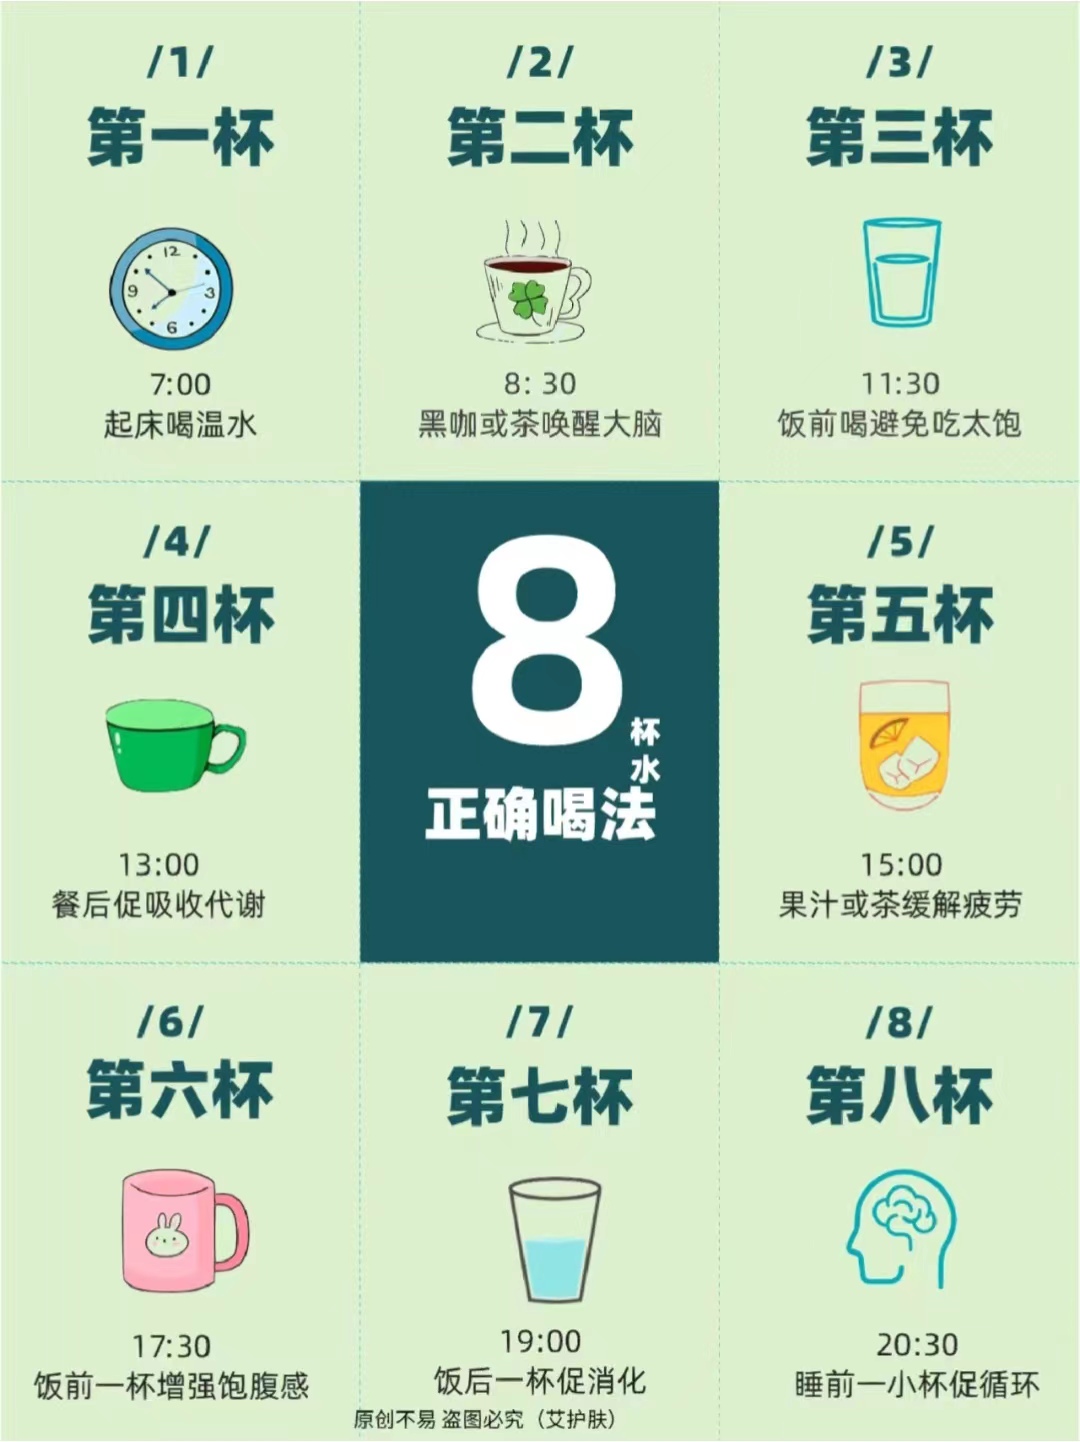 /1/
第一杯
12
9
3
6
7:00
起床喝温水
/2/
第二杯
8: 30
黑咖或茶唤醒大脑
/3/
第三杯
11:30
饭前喝避免吃太饱
/4/
第四杯
13:00
餐后促吸收代谢
8
杯
水
正确喝法
/5/
第五杯
15:00
果汁或茶缓解疲劳
/6/
第六杯
17:30
饭前一杯增强饱腹感
/7/
第七杯
19:00
饭后一杯促消化
/8/
第八杯
20:30
睡前一小杯促循环
原创不易 盗图必究（艾护肤）